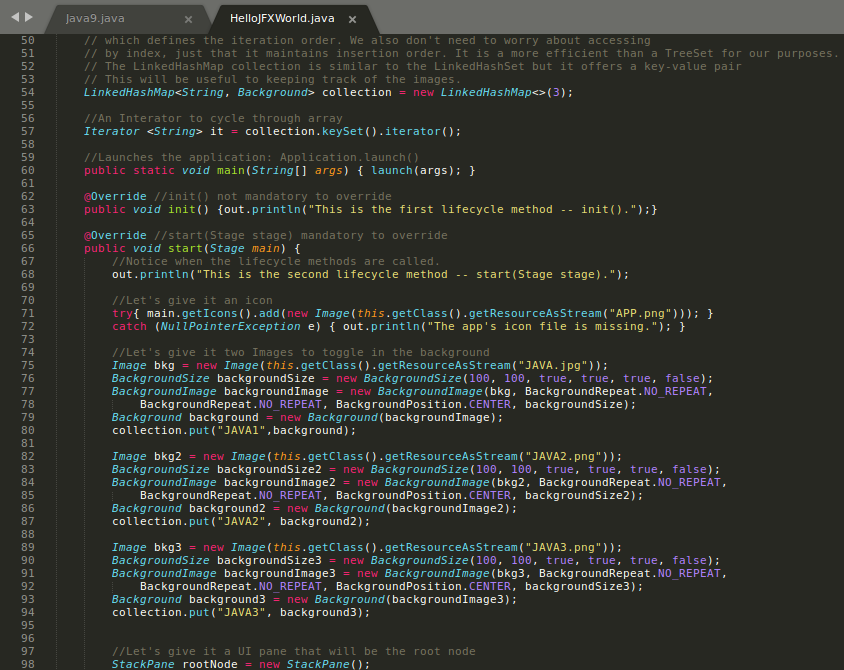 Java9.java × HelloJFXWorld.java ×
50 // which defines the iteration order. We also don't need to worry about accessing
51 // by index, just that it maintains insertion order. It is a more efficient than a TreeSet for our purposes.
52 // The LinkedHashMap collection is similar to the LinkedHashSet but it offers a key-value pair
53 // This will be useful to keeping track of the images.
54 LinkedHashMap<String, Background> collection = new LinkedHashMap<>(3);
55
56 //An Interator to cycle through array
57 Iterator <String> it = collection.keySet().iterator();
58
59 //Launches the application: Application.launch()
60 public static void main(String[] args) { launch(args); }
61
62 @Override //init() not mandatory to override
63 public void init() {out.println("This is the first lifecycle method -- init().");}
64
65 @Override //start(Stage stage) mandatory to override
66 public void start(Stage main) {
67 //Notice when the lifecycle methods are called.
68 out.println("This is the second lifecycle method -- start(Stage stage).");
69
70 //Let's give it an icon
71 try{ main.getIcons().add(new Image(this.getClass().getResourceAsStream("APP.png"))); }
72 catch (NullPointerException e) { out.println("The app's icon file is missing."); }
73
74 //Let's give it two Images to toggle in the background
75 Image bkg = new Image(this.getClass().getResourceAsStream("JAVA.jpg"));
76 BackgroundSize backgroundSize = new BackgroundSize(100, 100, true, true, true, false);
77 BackgroundImage backgroundImage = new BackgroundImage(bkg, BackgroundRepeat.NO_REPEAT,
78 BackgroundRepeat.NO_REPEAT, BackgroundPosition.CENTER, backgroundSize);
79 Background background = new Background(backgroundImage);
80 collection.put("JAVA1",background);
81
82 Image bkg2 = new Image(this.getClass().getResourceAsStream("JAVA2.png"));
83 BackgroundSize backgroundSize2 = new BackgroundSize(100, 100, true, true, true, false);
84 BackgroundImage backgroundImage2 = new BackgroundImage(bkg2, BackgroundRepeat.NO_REPEAT,
85 BackgroundRepeat.NO_REPEAT, BackgroundPosition.CENTER, backgroundSize2);
86 Background background2 = new Background(backgroundImage2);
87 collection.put("JAVA2", background2);
88
89 Image bkg3 = new Image(this.getClass().getResourceAsStream("JAVA3.png"));
90 BackgroundSize backgroundSize3 = new BackgroundSize(100, 100, true, true, true, false);
91 BackgroundImage backgroundImage3 = new BackgroundImage(bkg3, BackgroundRepeat.NO_REPEAT,
92 BackgroundRepeat.NO_REPEAT, BackgroundPosition.CENTER, backgroundSize3);
93 Background background3 = new Background(backgroundImage3);
94 collection.put("JAVA3", background3);
95
96
97 //Let's give it a UI pane that will be the root node
98 StackPane rootNode = new StackPane();